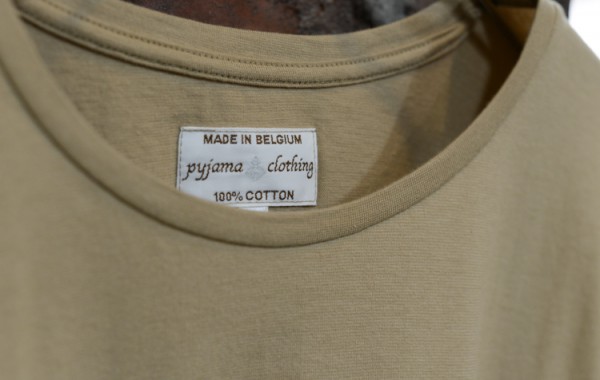 MADE IN BELGIUM
pyjama clothing
100% COTTON